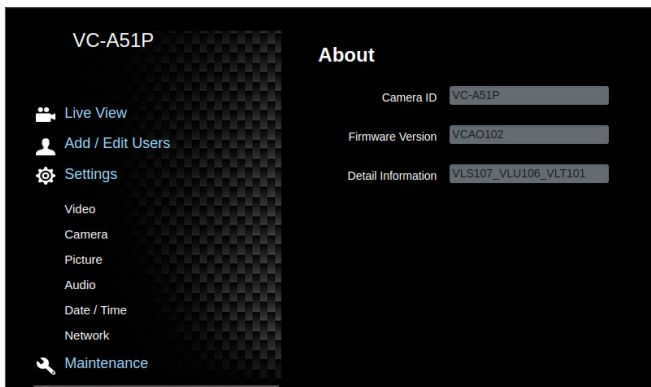 VC-A51P
Live View
Add / Edit Users
Settings
Video
Camera
Picture
Audio
Date / Time
Network
Maintenance
About
Camera ID VC-A51P
Firmware Version VCAO102
Detail Information VLS107_VLU106_VLT101